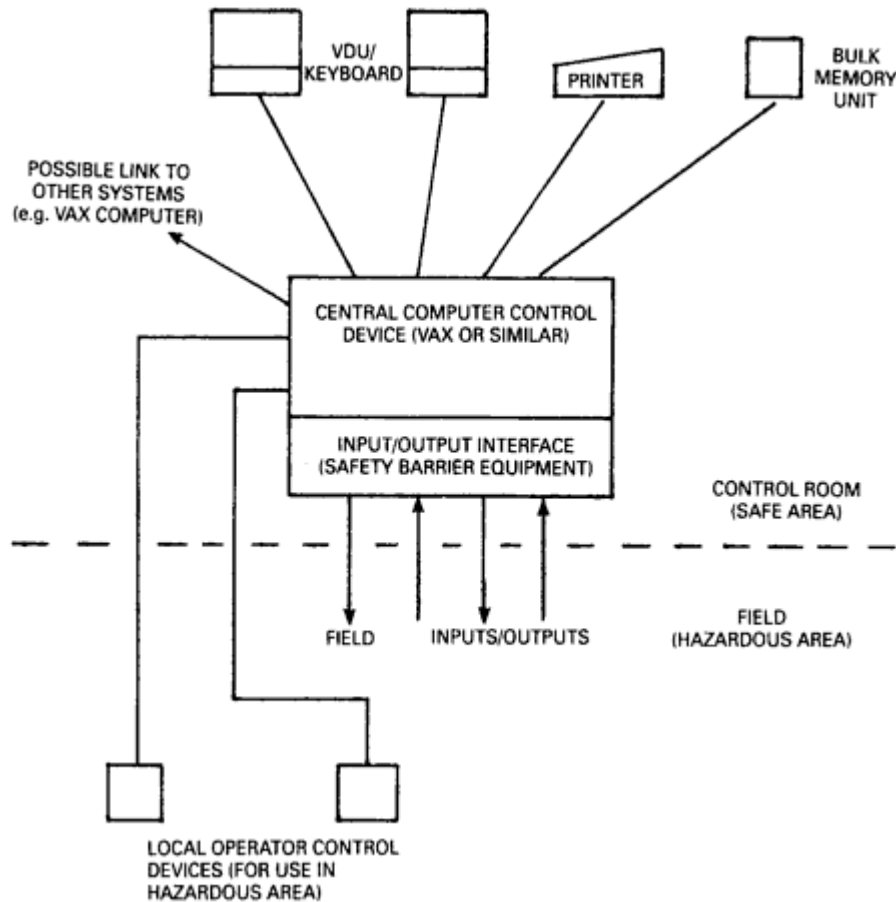 VDU/
KEYBOARD
PRINTER
BULK
MEMORY
UNIT
POSSIBLE LINK TO
OTHER SYSTEMS
(e.g. VAX COMPUTER)
CENTRAL COMPUTER CONTROL
DEVICE (VAX OR SIMILAR)
INPUT/OUTPUT INTERFACE
(SAFETY BARRIER EQUIPMENT)
CONTROL ROOM
(SAFE AREA)
FIELD
INPUTS/OUTPUTS
FIELD
(HAZARDOUS AREA)
LOCAL OPERATOR CONTROL
DEVICES (FOR USE IN
HAZARDOUS AREA)